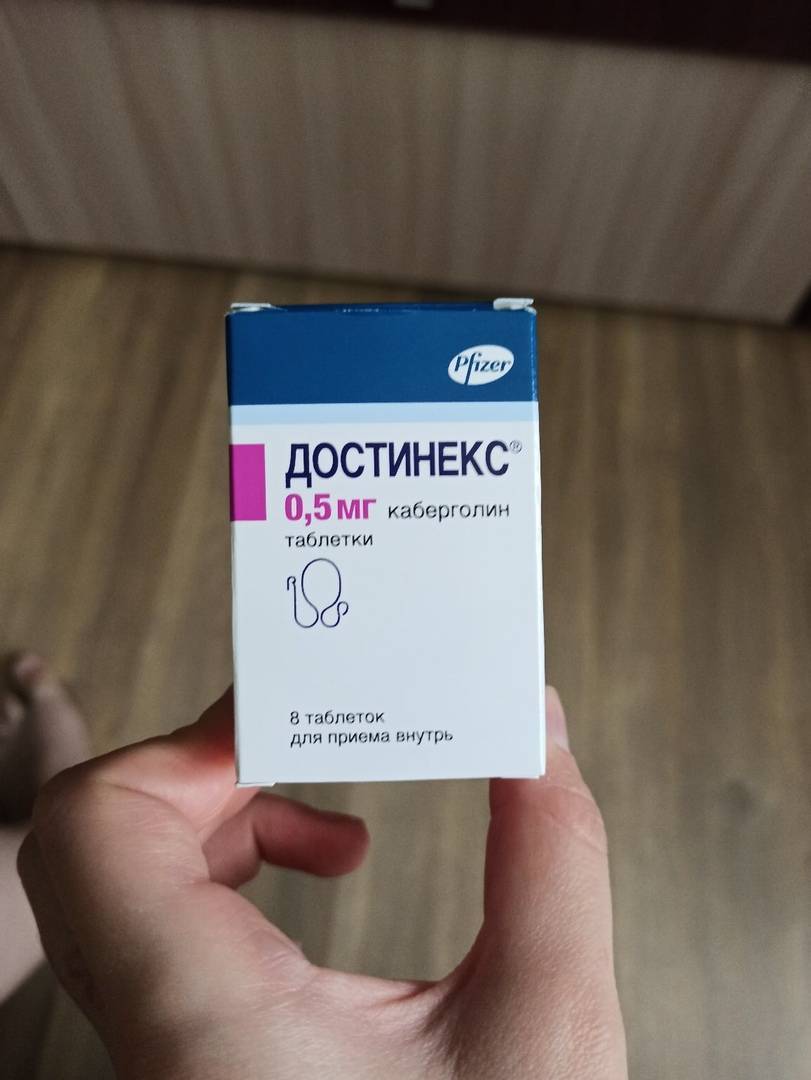 Pfizer
ДОСТИНЕКС®
0,5 мг каберголин
таблетки
8 таблеток
для приема внутрь